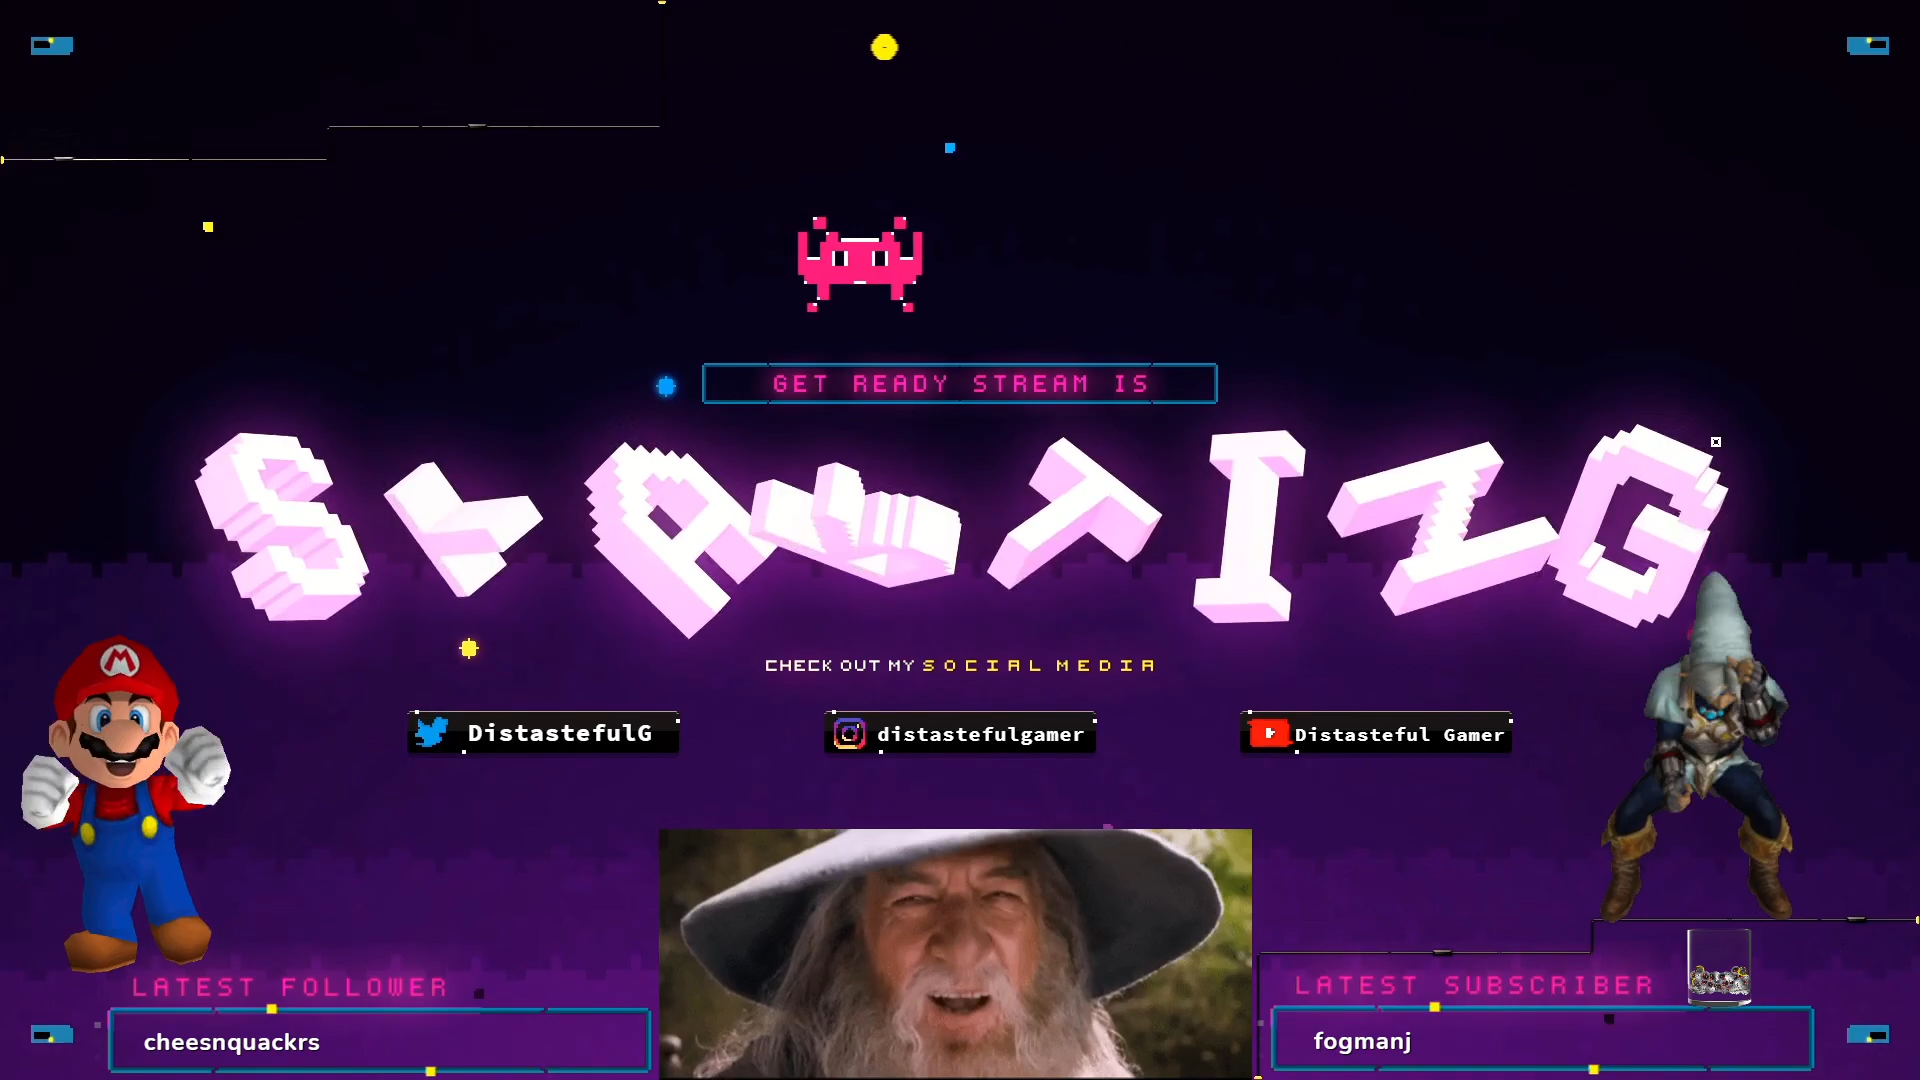 GET READY STREAM IS
STARTING
CHECK OUT MY SOCIAL MEDIA
DistastefulG
distastefulgamer
Distasteful Gamer
M
LATEST FOLLOWER
LATEST SUBSCRIBER
cheesnquackrs
fogmanj